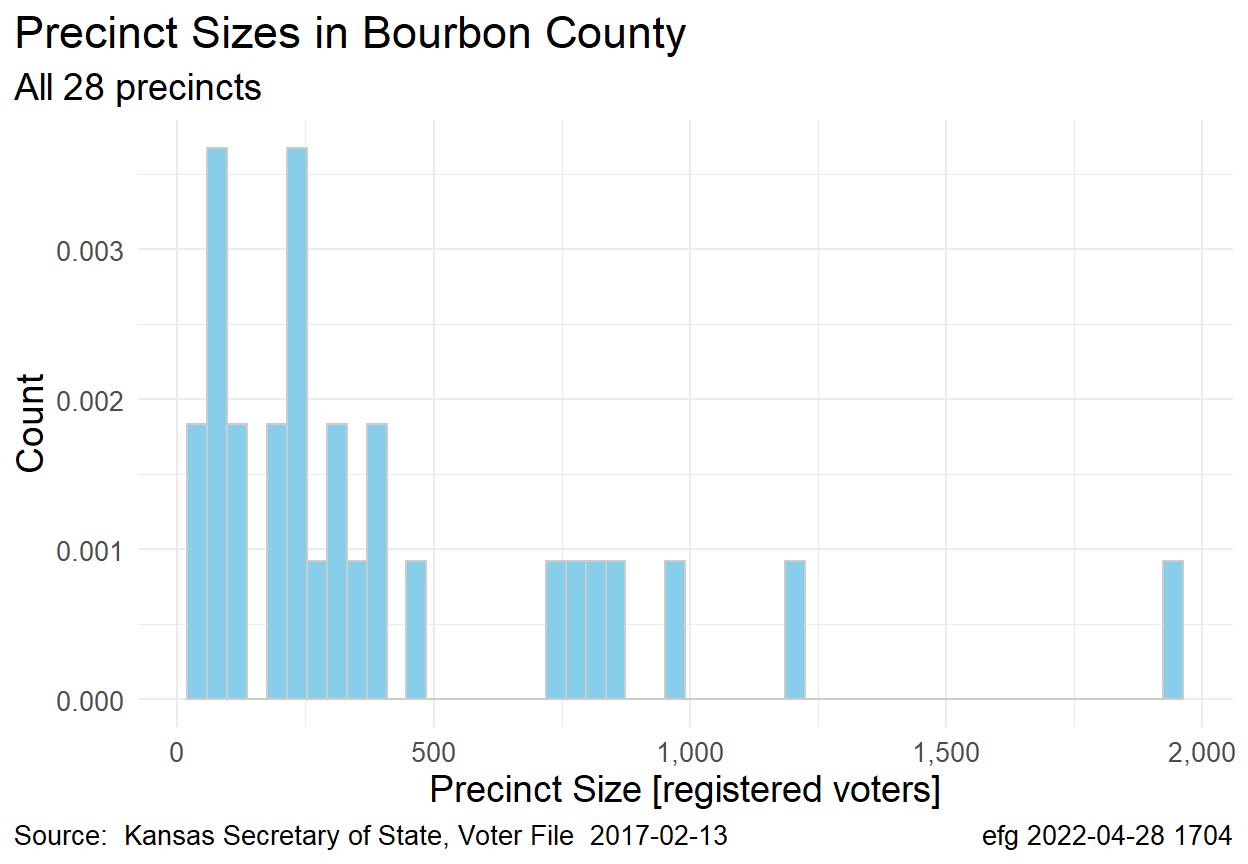 Precinct Sizes in Bourbon County
All 28 precincts
0.003
0.002
0.001
0.000
Count
0 500 1,000 1,500 2,000
Precinct Size [registered voters]
Source:  Kansas Secretary of State, Voter File  2017-02-13
efg 2022-04-28 1704